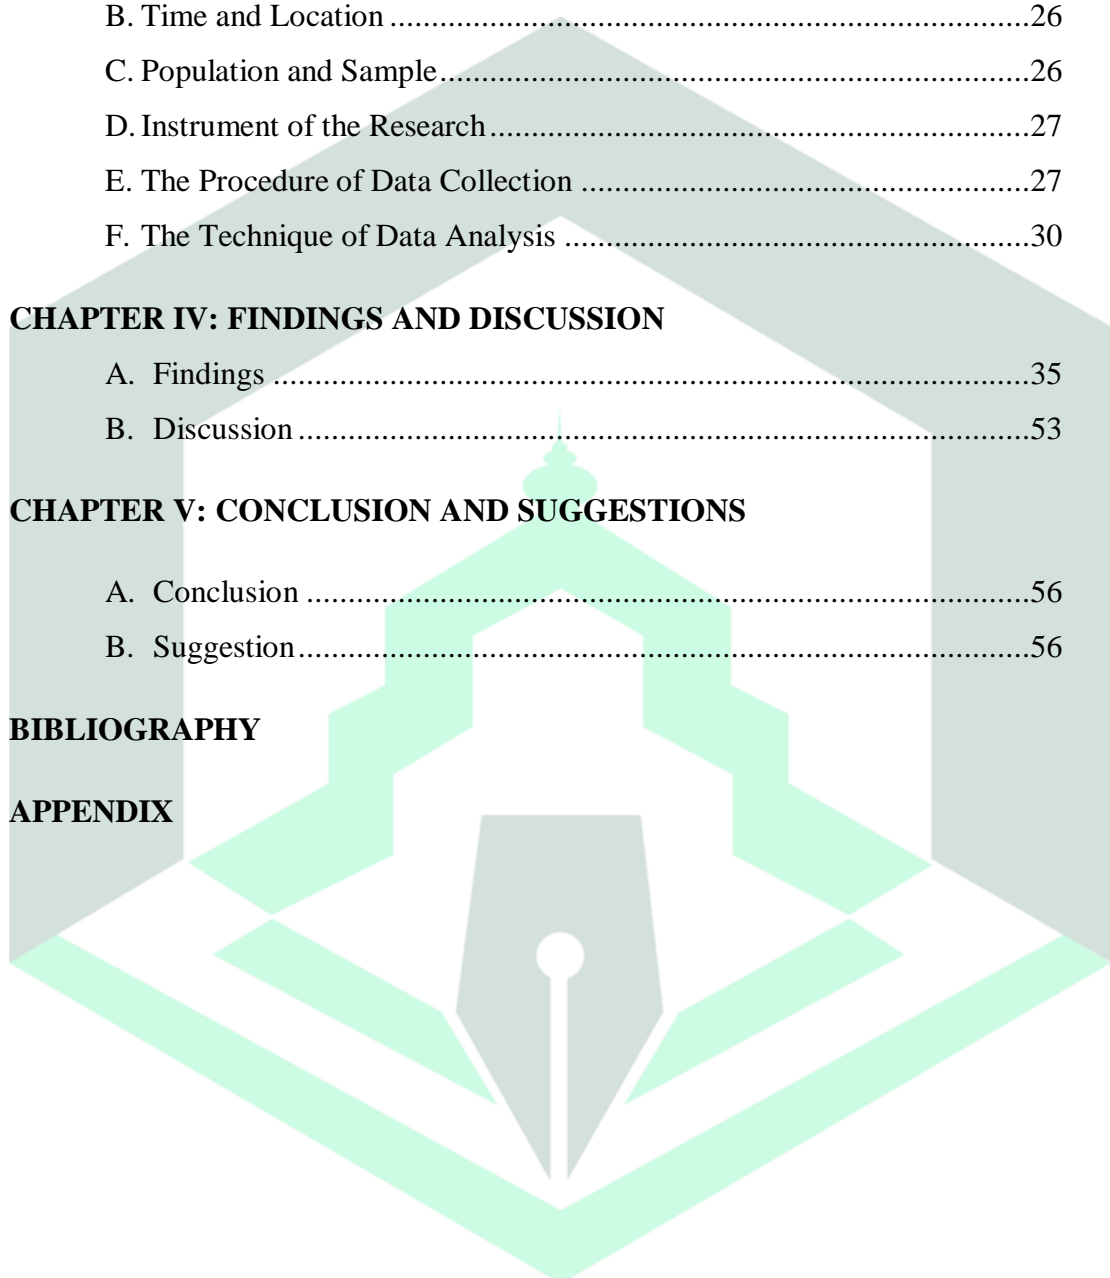 B. Time and Location ........................................................................26
C. Population and Sample..................................................................26
D. Instrument of the Research............................................................27
E. The Procedure of Data Collection .................................................27
F. The Technique of Data Analysis ...................................................30
CHAPTER IV: FINDINGS AND DISCUSSION
A. Findings ........................................................................................35
B. Discussion.....................................................................................53
CHAPTER V: CONCLUSION AND SUGGESTIONS
A. Conclusion ....................................................................................56
B. Suggestion.....................................................................................56
BIBLIOGRAPHY
APPENDIX